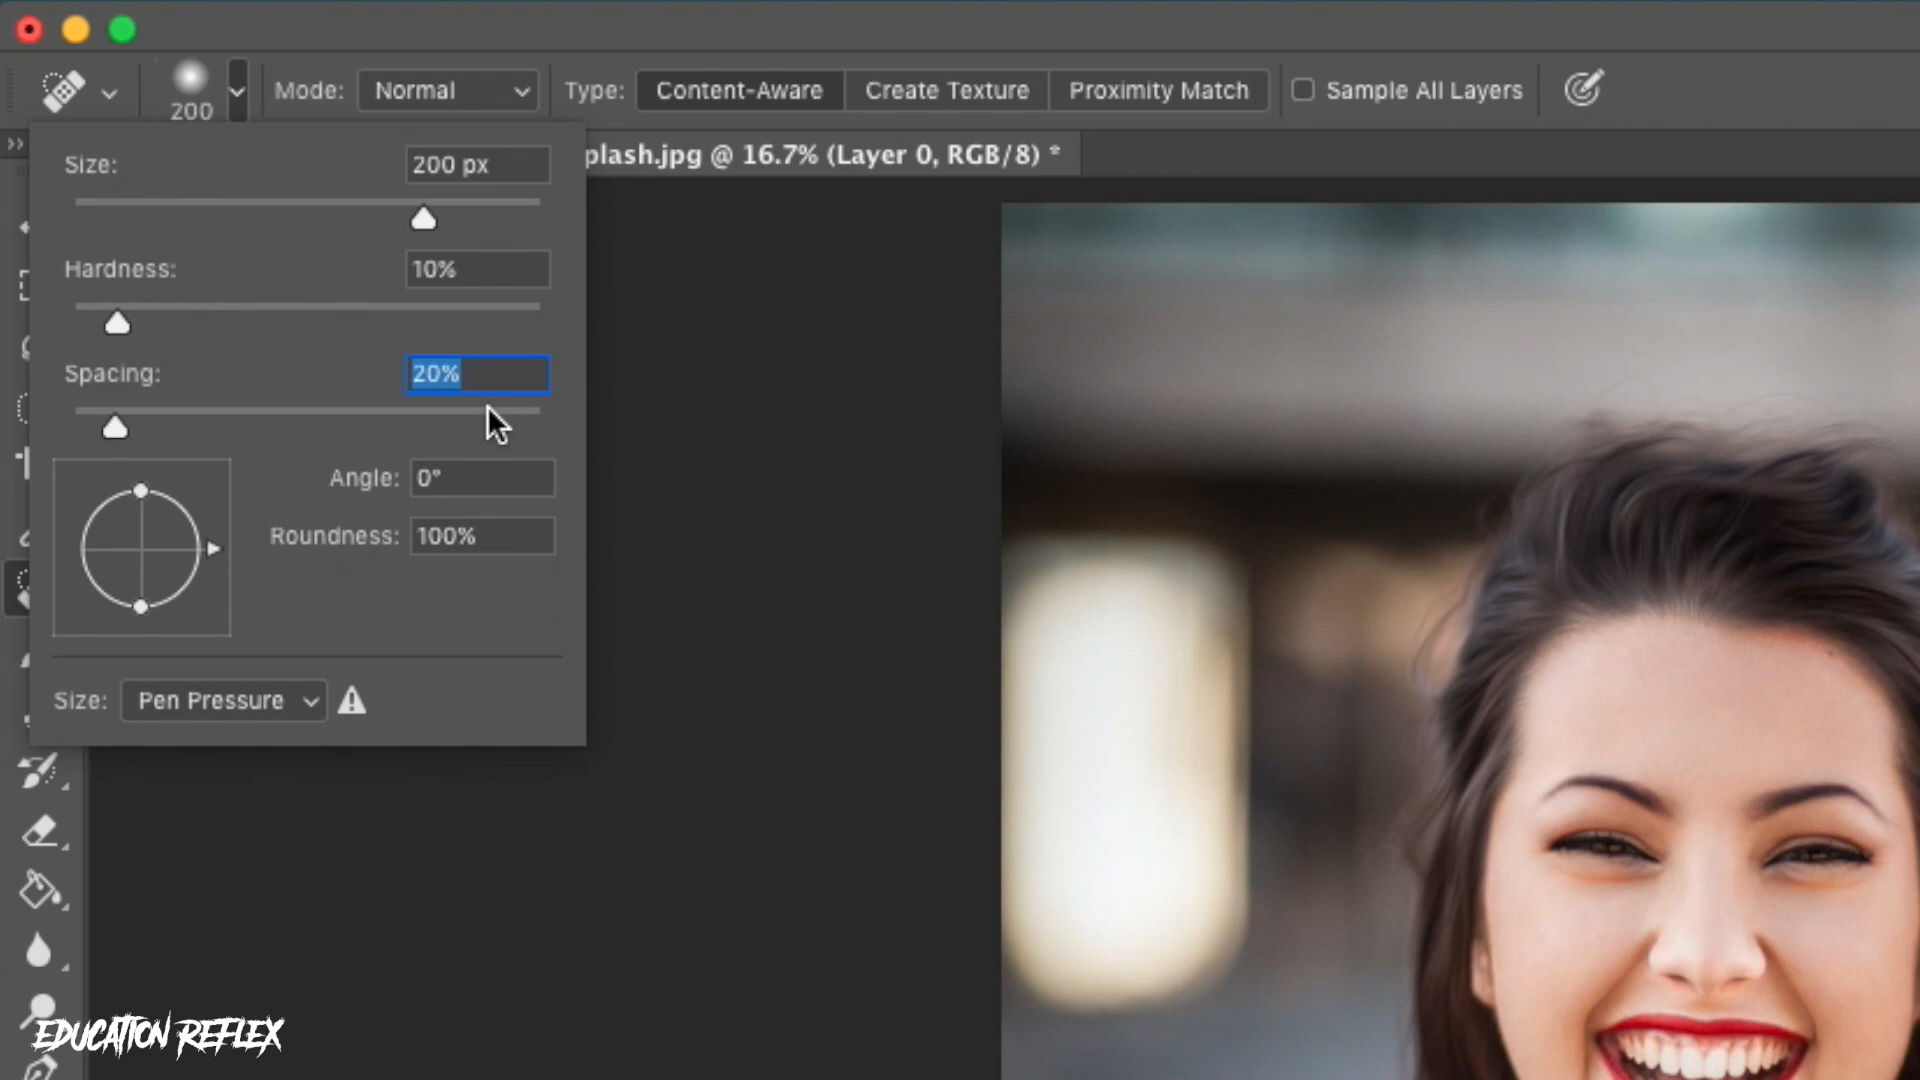 200
Mode: Normal Type: Content-Aware Create Texture Proximity Match Sample All Layers
plash.jpg @ 16.7% (Layer 0, RGB/8) *
Size: 200 px
Hardness: 10%
Spacing: 20%
Angle: 0°
Roundness: 100%
Size: Pen Pressure
EDUCATION REFLEX